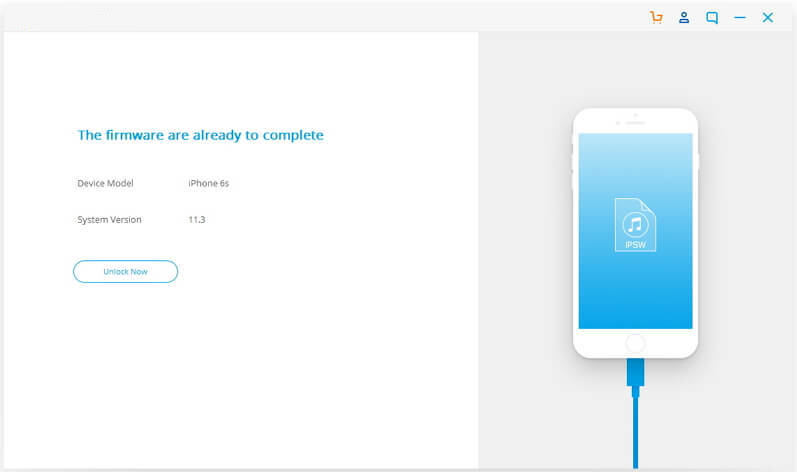 The firmware are already to complete
Device Model iPhone 6s
System Version 11.3
Unlock Now
IPSW